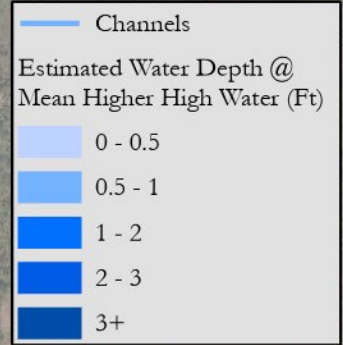 Channels
Estimated Water Depth @
Mean Higher High Water (Ft)
0 - 0.5
0.5 - 1
1 - 2
2 - 3
3+